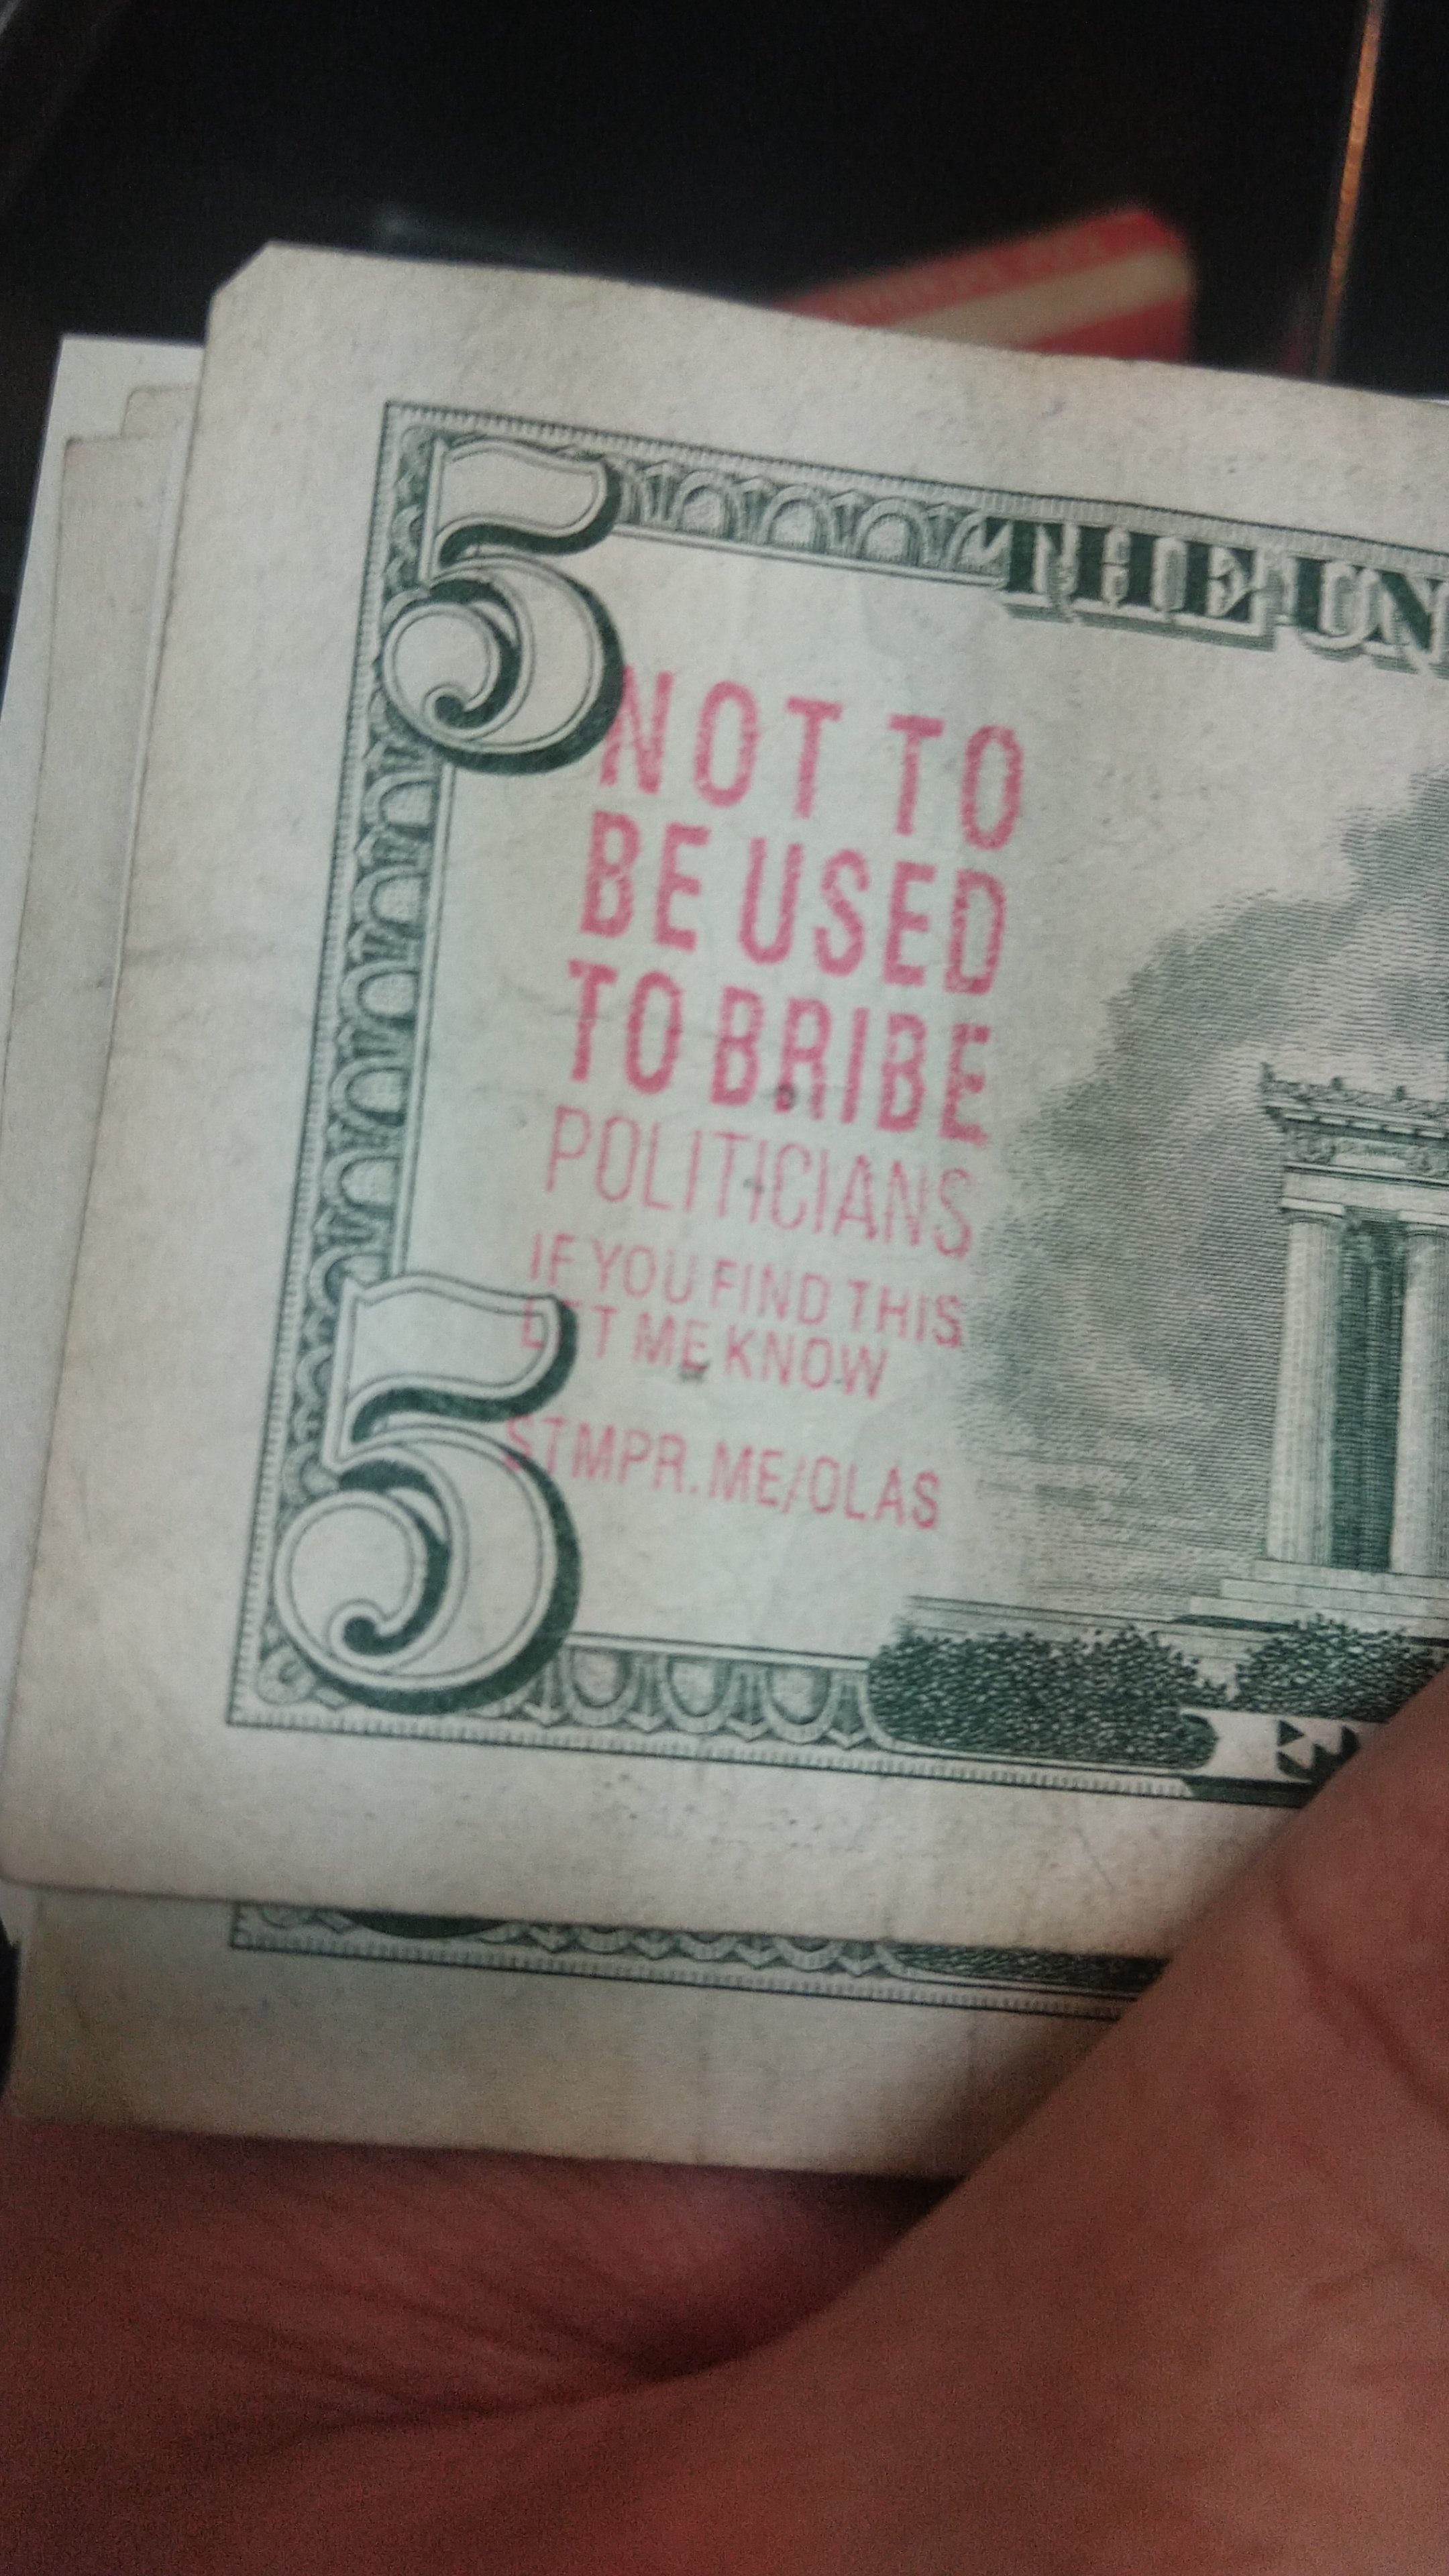 5
THE UN
NOT TO
BE USED
TO BRIBE
POLITICIANS
IF YOU FIND THIS
LET ME KNOW
STMPR.ME/OLAS
5